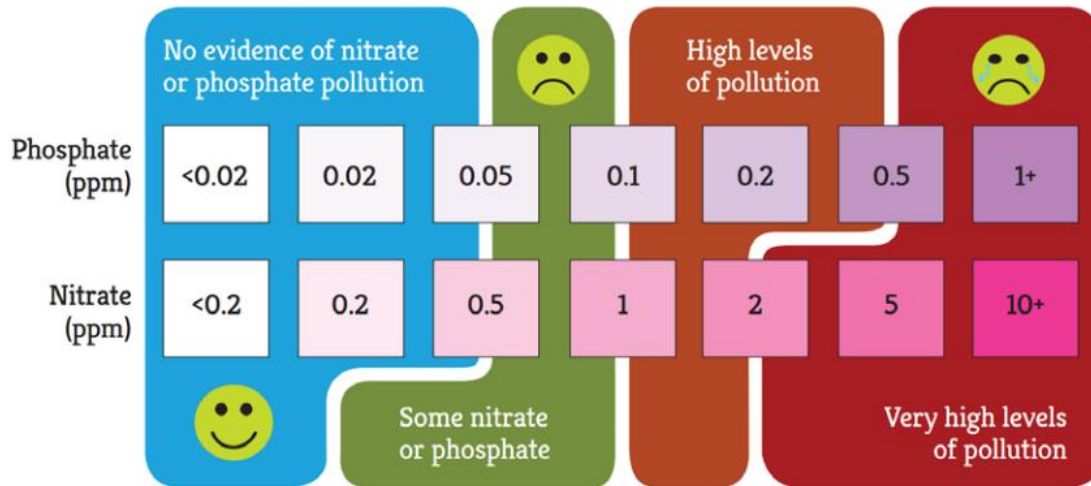 No evidence of nitrate
or phosphate pollution
High levels
of pollution
Phosphate
(ppm)
<0.02 0.02 0.05 0.1 0.2 0.5 1+
Nitrate
(ppm)
<0.2 0.2 0.5 1 2 5 10+
Some nitrate
or phosphate
Very high levels
of pollution